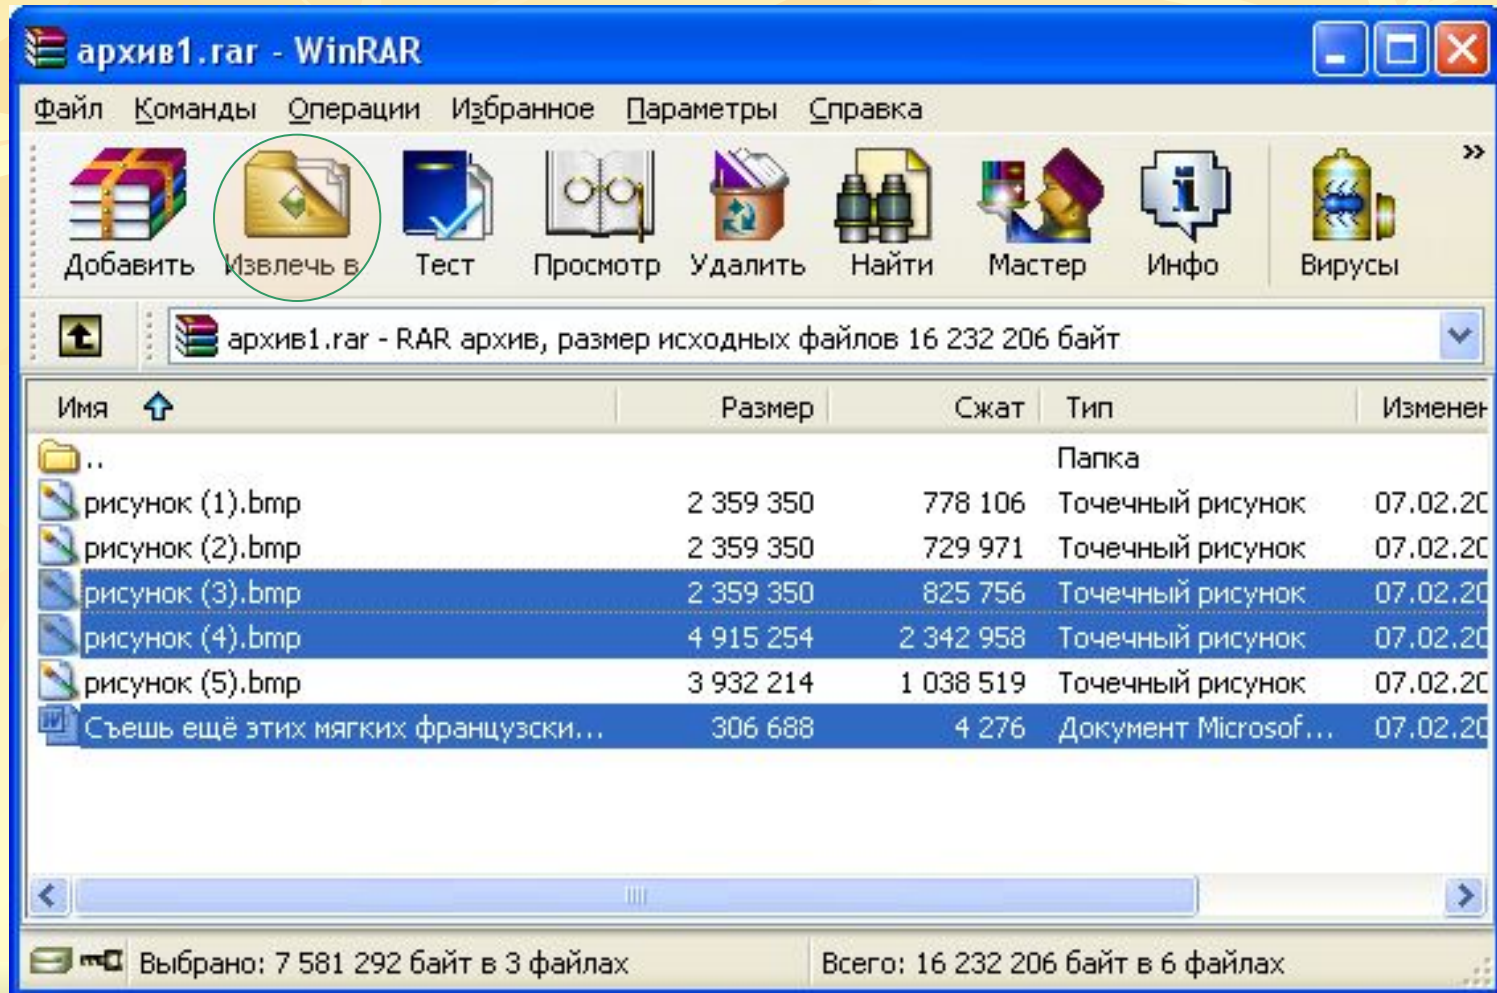 архив1.rar - WinRAR
Файл Команды Операции Избранное Параметры Справка
»
Добавить Извлечь в Тест Просмотр Удалить Найти Мастер Инфо Вирусы
архив1.rar - RAR архив, размер исходных файлов 16 232 206 байт
Имя Размер Сжат Тип Изменен
.. Папка
рисунок (1).bmp 2 359 350 778 106 Точечный рисунок 07.02.20
рисунок (2).bmp 2 359 350 729 971 Точечный рисунок 07.02.20
рисунок (3).bmp 2 359 350 825 756 Точечный рисунок 07.02.20
рисунок (4).bmp 4 915 254 2 342 958 Точечный рисунок 07.02.20
рисунок (5).bmp 3 932 214 1 038 519 Точечный рисунок 07.02.20
Съешь ещё этих мягких французски... 306 688 4 276 Документ Microsof... 07.02.20
Выбрано: 7 581 292 байт в 3 файлах Всего: 16 232 206 байт в 6 файлах